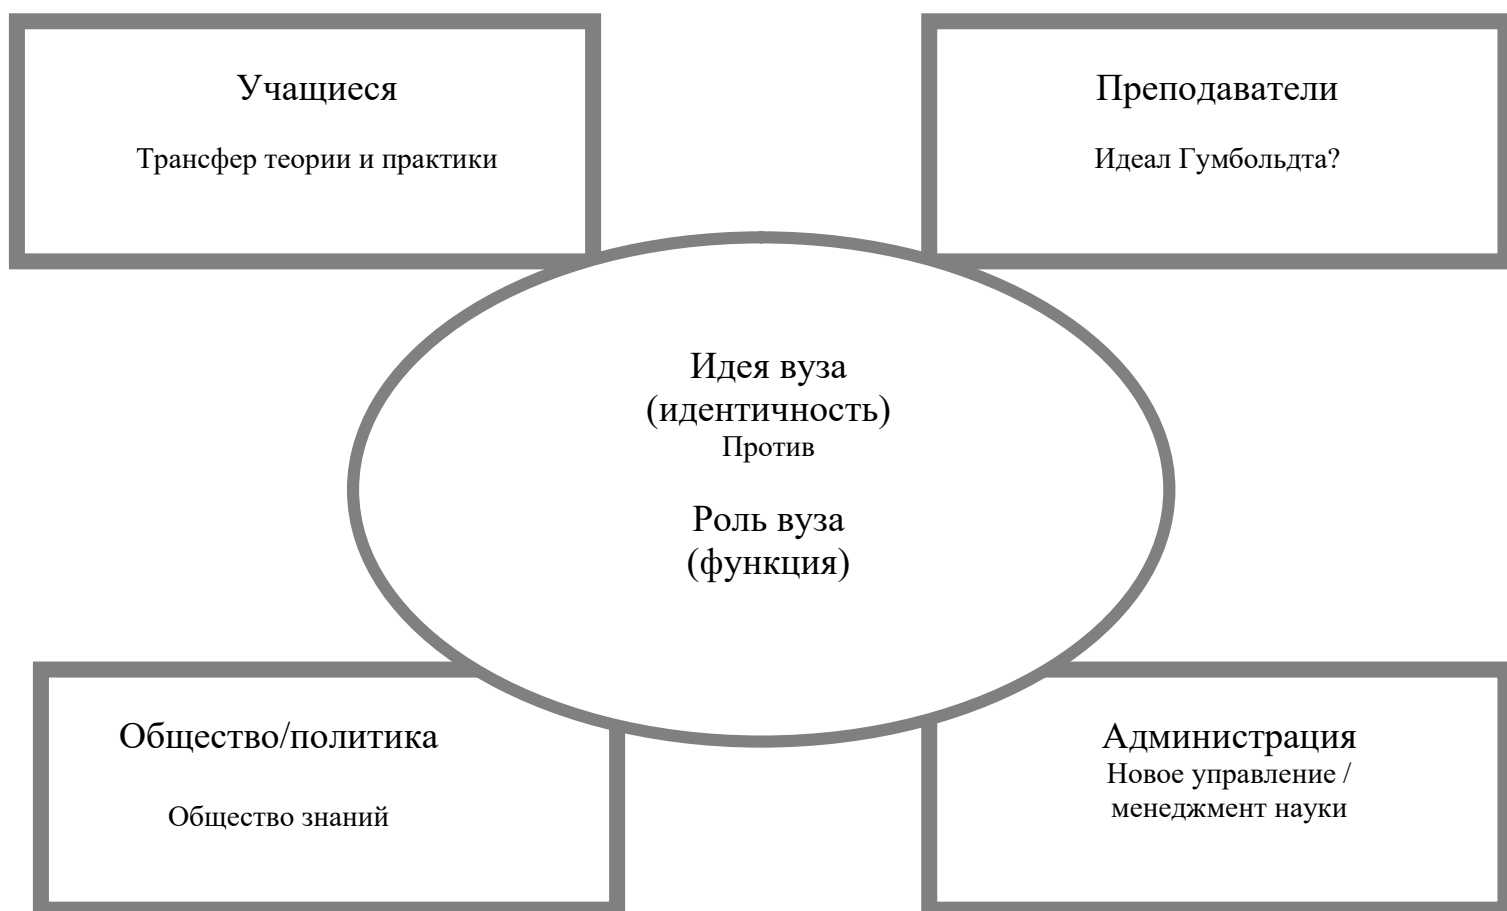 Учащиеся
Трансфер теории и практики
Преподаватели
Идеал Гумбольдта?
Идея вуза
(идентичность)
Против
Роль вуза
(функция)
Общество/политика
Общество знаний
Администрация
Новое управление /
менеджмент науки